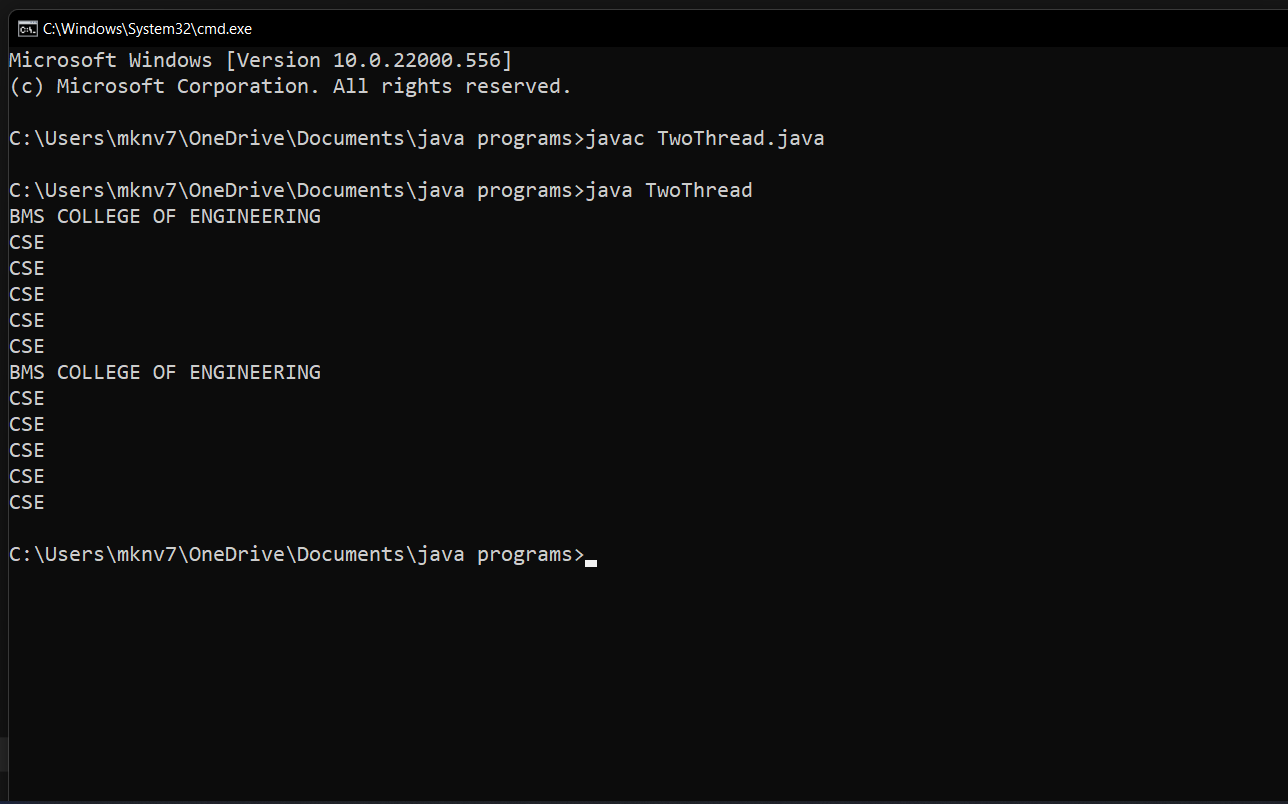 C:\Windows\System32\cmd.exe
Microsoft Windows [Version 10.0.22000.556]
(c) Microsoft Corporation. All rights reserved.
C:\Users\mknv7\OneDrive\Documents\java programs>javac TwoThread.java
C:\Users\mknv7\OneDrive\Documents\java programs>java TwoThread
BMS COLLEGE OF ENGINEERING
CSE
CSE
CSE
CSE
CSE
BMS COLLEGE OF ENGINEERING
CSE
CSE
CSE
CSE
CSE
C:\Users\mknv7\OneDrive\Documents\java programs>